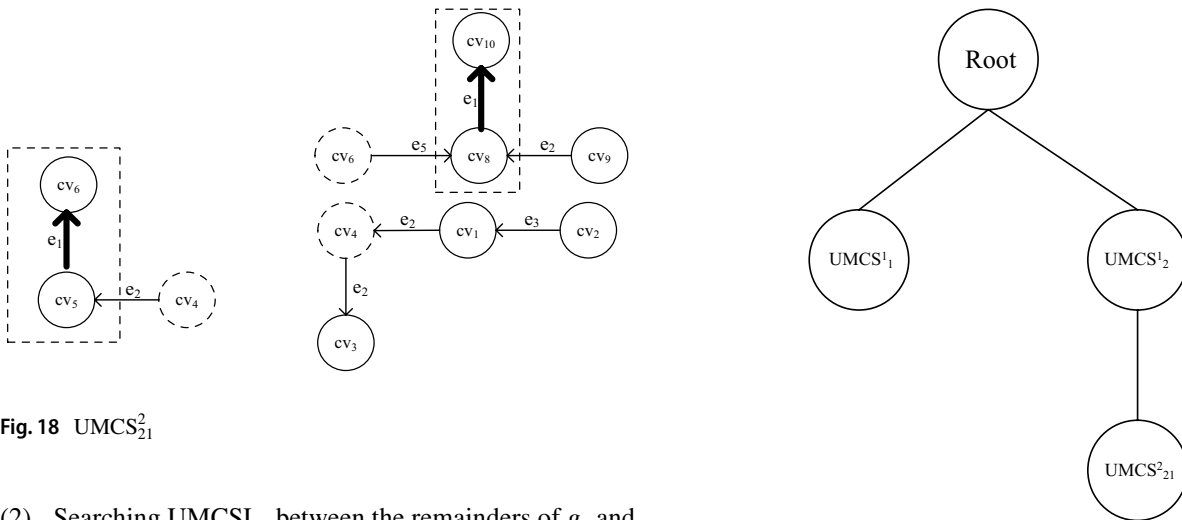 cv₆
e₁
cv₅
e₂
cv₄
cv₁₀
e₁
cv₆
e₅
cv₈
e₂
cv₉
cv₄
e₂
cv₁
e₃
cv₂
e₂
cv₃
Fig. 18 UMCS²₂₁
Root
UMCS¹₁
UMCS¹₂
UMCS²₂₁
(2) Searching UMCSL between the remainders of g and